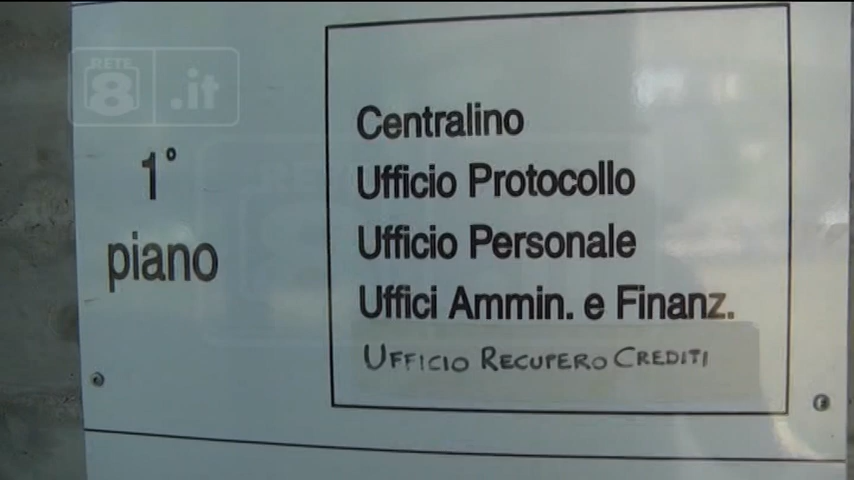 RETE
8 .it
1°
piano
Centralino
Ufficio Protocollo
Ufficio Personale
Uffici Ammin. e Finanz.
UFFICIO RECUPERO CREDITI